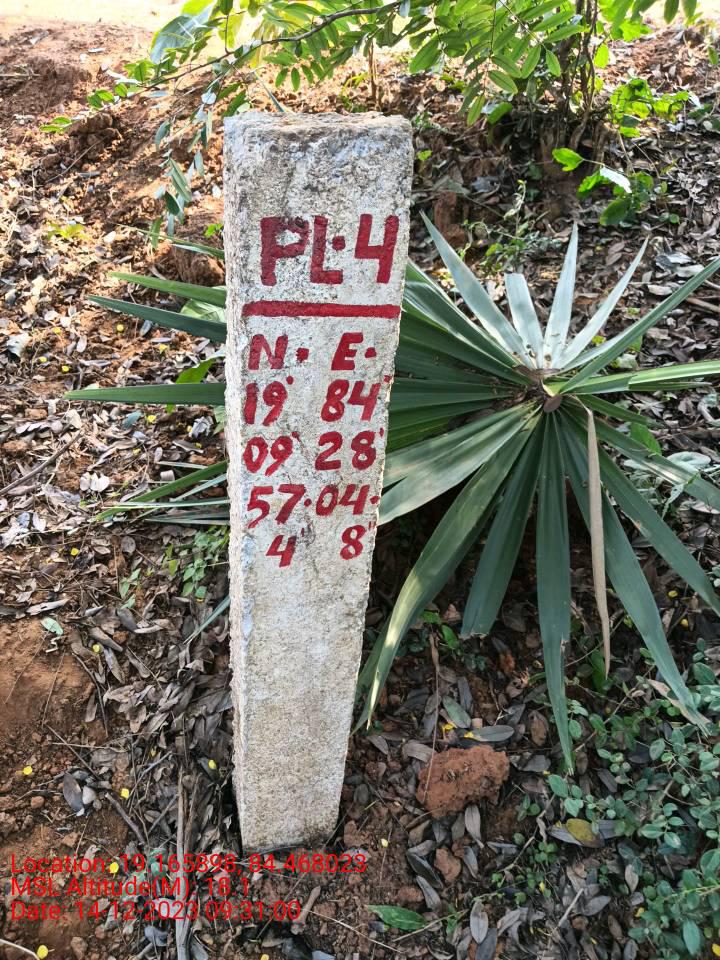 PL.4
N. E.
19° 84°
09' 28'
57.04.
4" 8"
Location: 19.165898, 84.468023
MSL Altitude(M): 18.1
Date: 14-12-2023 09:31:00